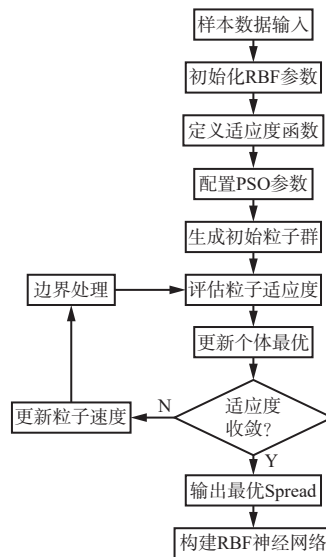 样本数据输入
初始化RBF参数
定义适应度函数
配置PSO参数
生成初始粒子群
边界处理
评估粒子适应度
更新个体最优
更新粒子速度
N
适应度
收敛?
Y
输出最优Spread
构建RBF神经网络